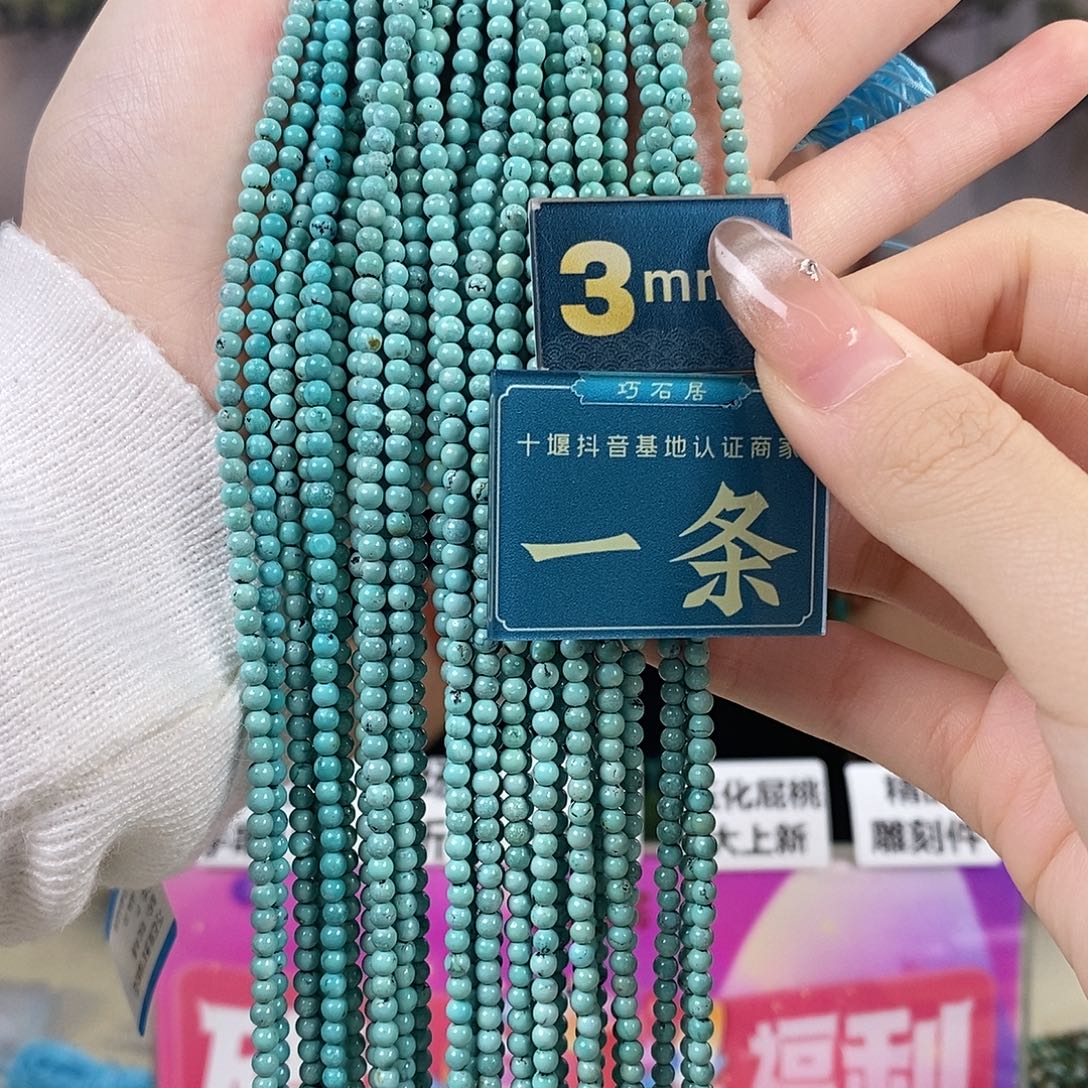 3mm
巧石居
十堰抖音基地认证商家
一条
化屁桃
大上新
雕刻件
福利